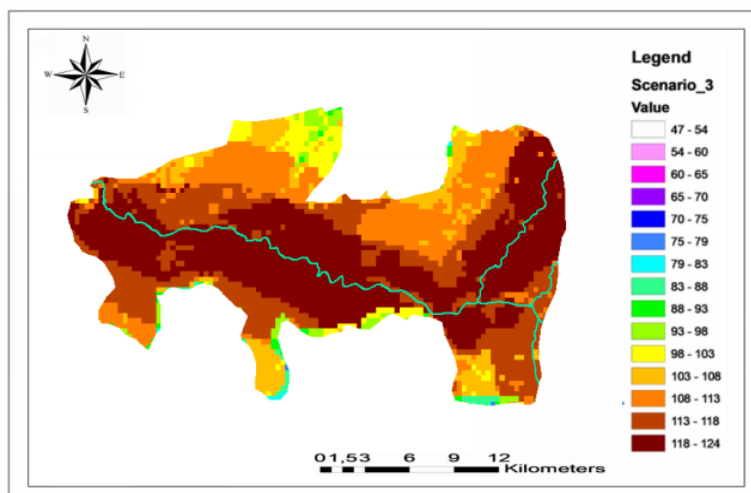 N
W E
S
Legend
Scenario_3
Value
47 - 54
54 - 60
60 - 65
65 - 70
70 - 75
75 - 79
79 - 83
83 - 88
88 - 93
93 - 98
98 - 103
103 - 108
108 - 113
113 - 118
118 - 124
0 1,5 3 6 9 12
Kilometers